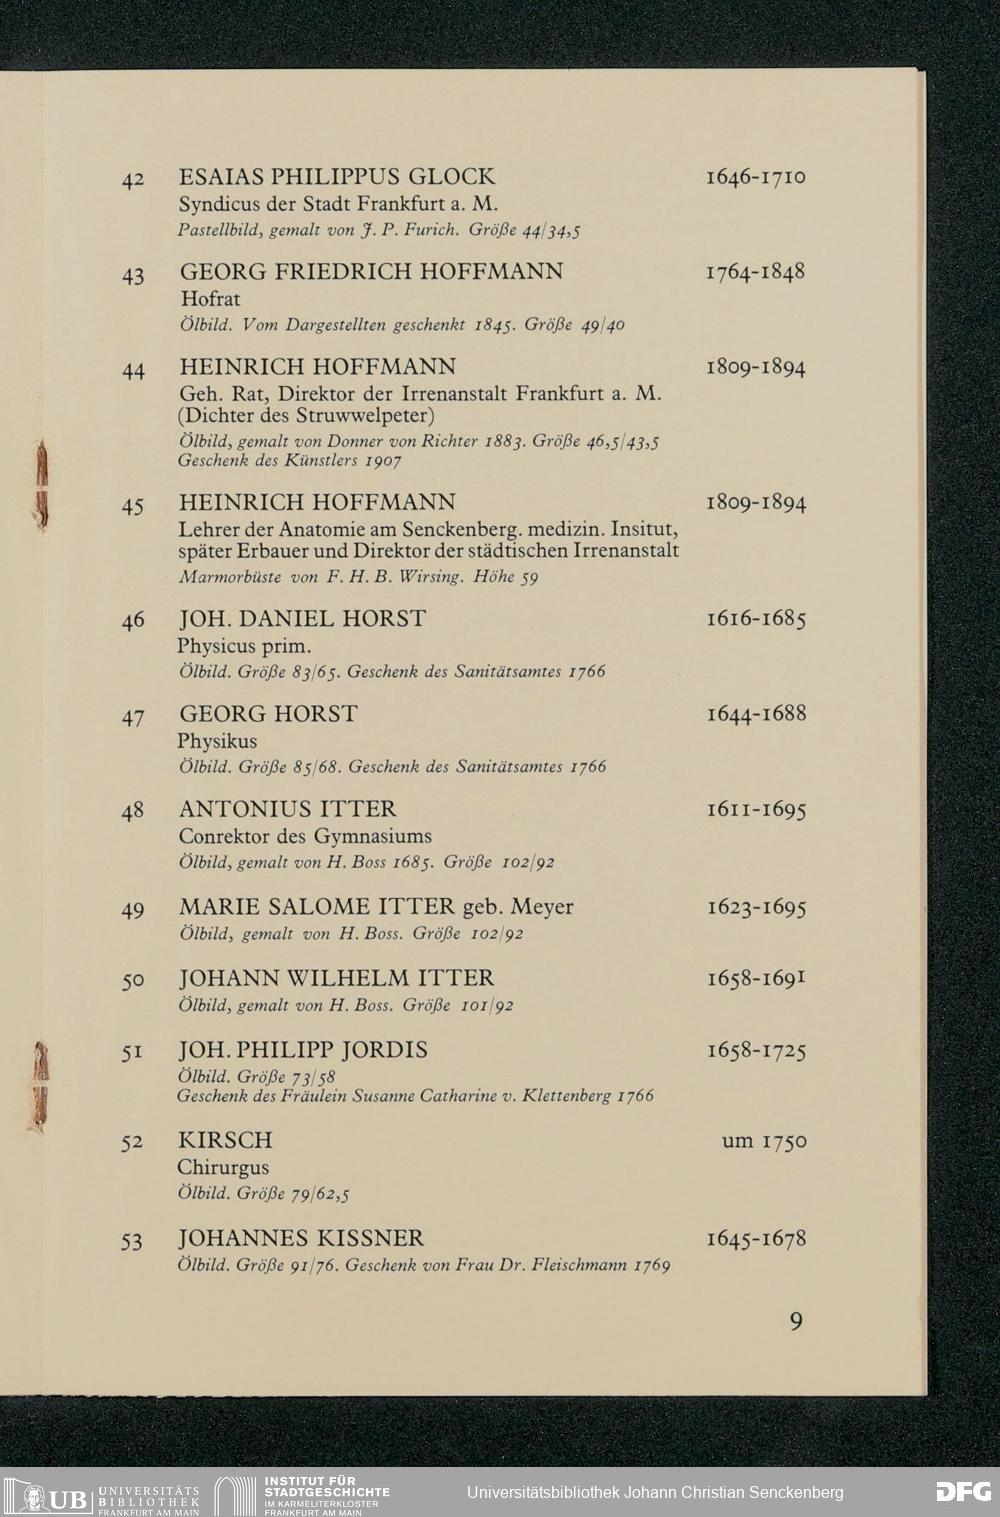 42 ESAIAS PHILIPPUS GLOCK 1646-1710
Syndicus der Stadt Frankfurt a. M.
Pastellbild, gemalt von J. P. Furich. Größe 44/34,5
43 GEORG FRIEDRICH HOFFMANN 1764-1848
Hofrat
Ölbild. Vom Dargestellten geschenkt 1845. Größe 49/40
44 HEINRICH HOFFMANN 1809-1894
Geh. Rat, Direktor der Irrenanstalt Frankfurt a. M.
(Dichter des Struwwelpeter)
Ölbild, gemalt von Donner von Richter 1883. Größe 46,5/43,5
Geschenk des Künstlers 1907
45 HEINRICH HOFFMANN 1809-1894
Lehrer der Anatomie am Senckenberg. medizin. Insitut,
später Erbauer und Direktor der städtischen Irrenanstalt
Marmorbüste von F. H. B. Wirsing. Höhe 59
46 JOH. DANIEL HORST 1616-1685
Physicus prim.
Ölbild. Größe 83/65. Geschenk des Sanitätsamtes 1766
47 GEORG HORST 1644-1688
Physikus
Ölbild. Größe 85/68. Geschenk des Sanitätsamtes 1766
48 ANTONIUS ITTER 1611-1695
Conrektor des Gymnasiums
Ölbild, gemalt von H. Boss 1685. Größe 102/92
49 MARIE SALOME ITTER geb. Meyer 1623-1695
Ölbild, gemalt von H. Boss. Größe 102/92
50 JOHANN WILHELM ITTER 1658-1691
Ölbild, gemalt von H. Boss. Größe 101/92
51 JOH. PHILIPP JORDIS 1658-1725
Ölbild. Größe 73/58
Geschenk des Fräulein Susanne Catharine v. Klettenberg 1766
52 KIRSCH um 1750
Chirurgus
Ölbild. Größe 79/62,5
53 JOHANNES KISSNER 1645-1678
Ölbild. Größe 91/76. Geschenk von Frau Dr. Fleischmann 1769
9
UB UNIVERSITÄTS
BIBLIOTHEK
FRANKFURT AM MAIN
INSTITUT FÜR
STADTGESCHICHTE
IM KARMELITERKLOSTER
FRANKFURT AM MAIN
Universitätsbibliothek Johann Christian Senckenberg
DFG